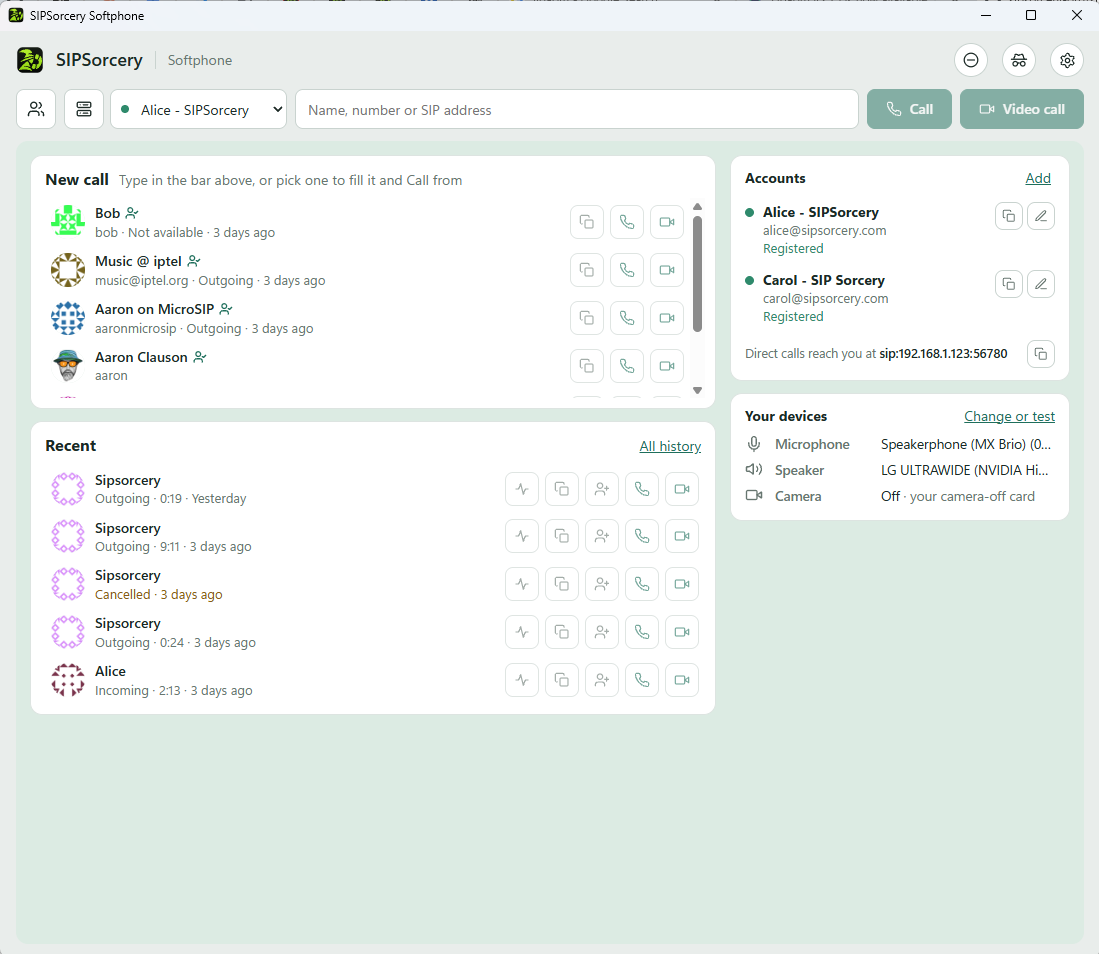 SIPSorcery Softphone
SIPSorcery Softphone
Alice - SIPSorcery
Name, number or SIP address
Call
Video call
New call Type in the bar above, or pick one to fill it and Call from
Bob
bob · Not available · 3 days ago
Music @ iptel
music@iptel.org · Outgoing · 3 days ago
Aaron on MicroSIP
aaronmicrosip · Outgoing · 3 days ago
Aaron Clauson
aaron
Recent
All history
Sipsorcery
Outgoing · 0:19 · Yesterday
Sipsorcery
Outgoing · 9:11 · 3 days ago
Sipsorcery
Cancelled · 3 days ago
Sipsorcery
Outgoing · 0:24 · 3 days ago
Alice
Incoming · 2:13 · 3 days ago
Accounts
Add
Alice - SIPSorcery
alice@sipsorcery.com
Registered
Carol - SIP Sorcery
carol@sipsorcery.com
Registered
Direct calls reach you at sip:192.168.1.123:56780
Your devices
Change or test
Microphone Speakerphone (MX Brio) (0...
Speaker LG ULTRAWIDE (NVIDIA Hi...
Camera Off · your camera-off card